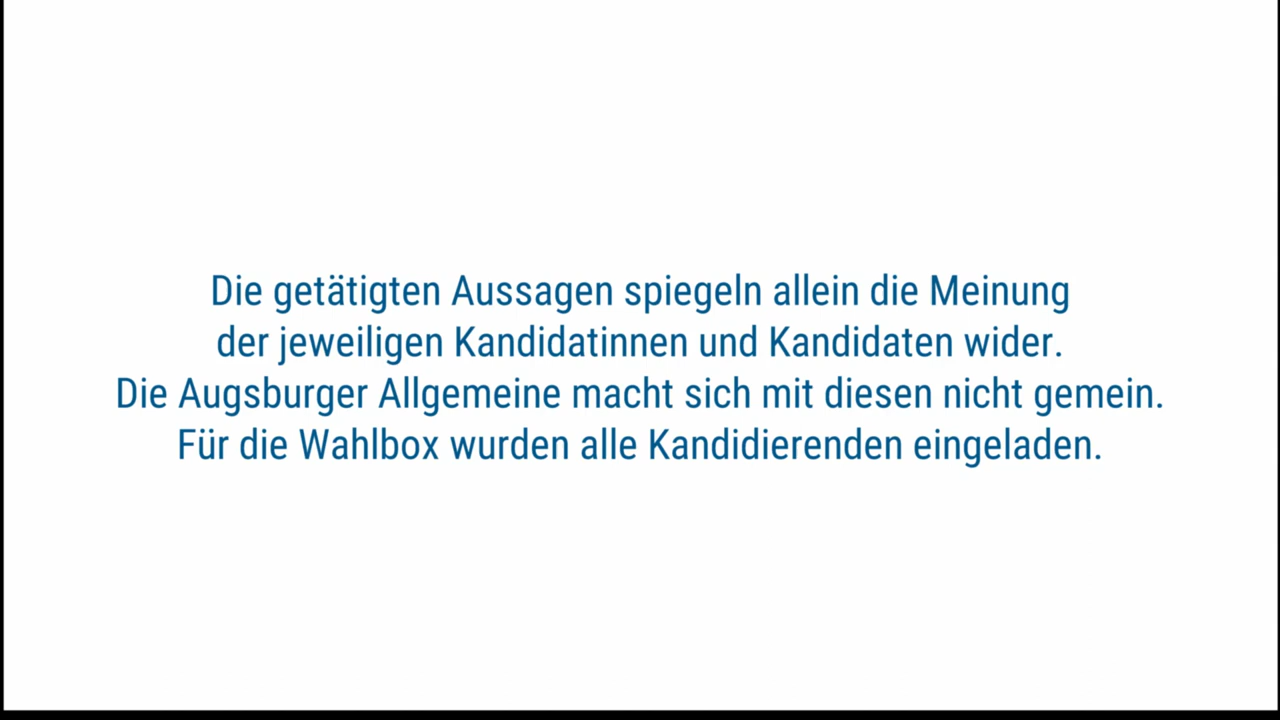 Die getätigten Aussagen spiegeln allein die Meinung
der jeweiligen Kandidatinnen und Kandidaten wider.
Die Augsburger Allgemeine macht sich mit diesen nicht gemein.
Für die Wahlbox wurden alle Kandidierenden eingeladen.